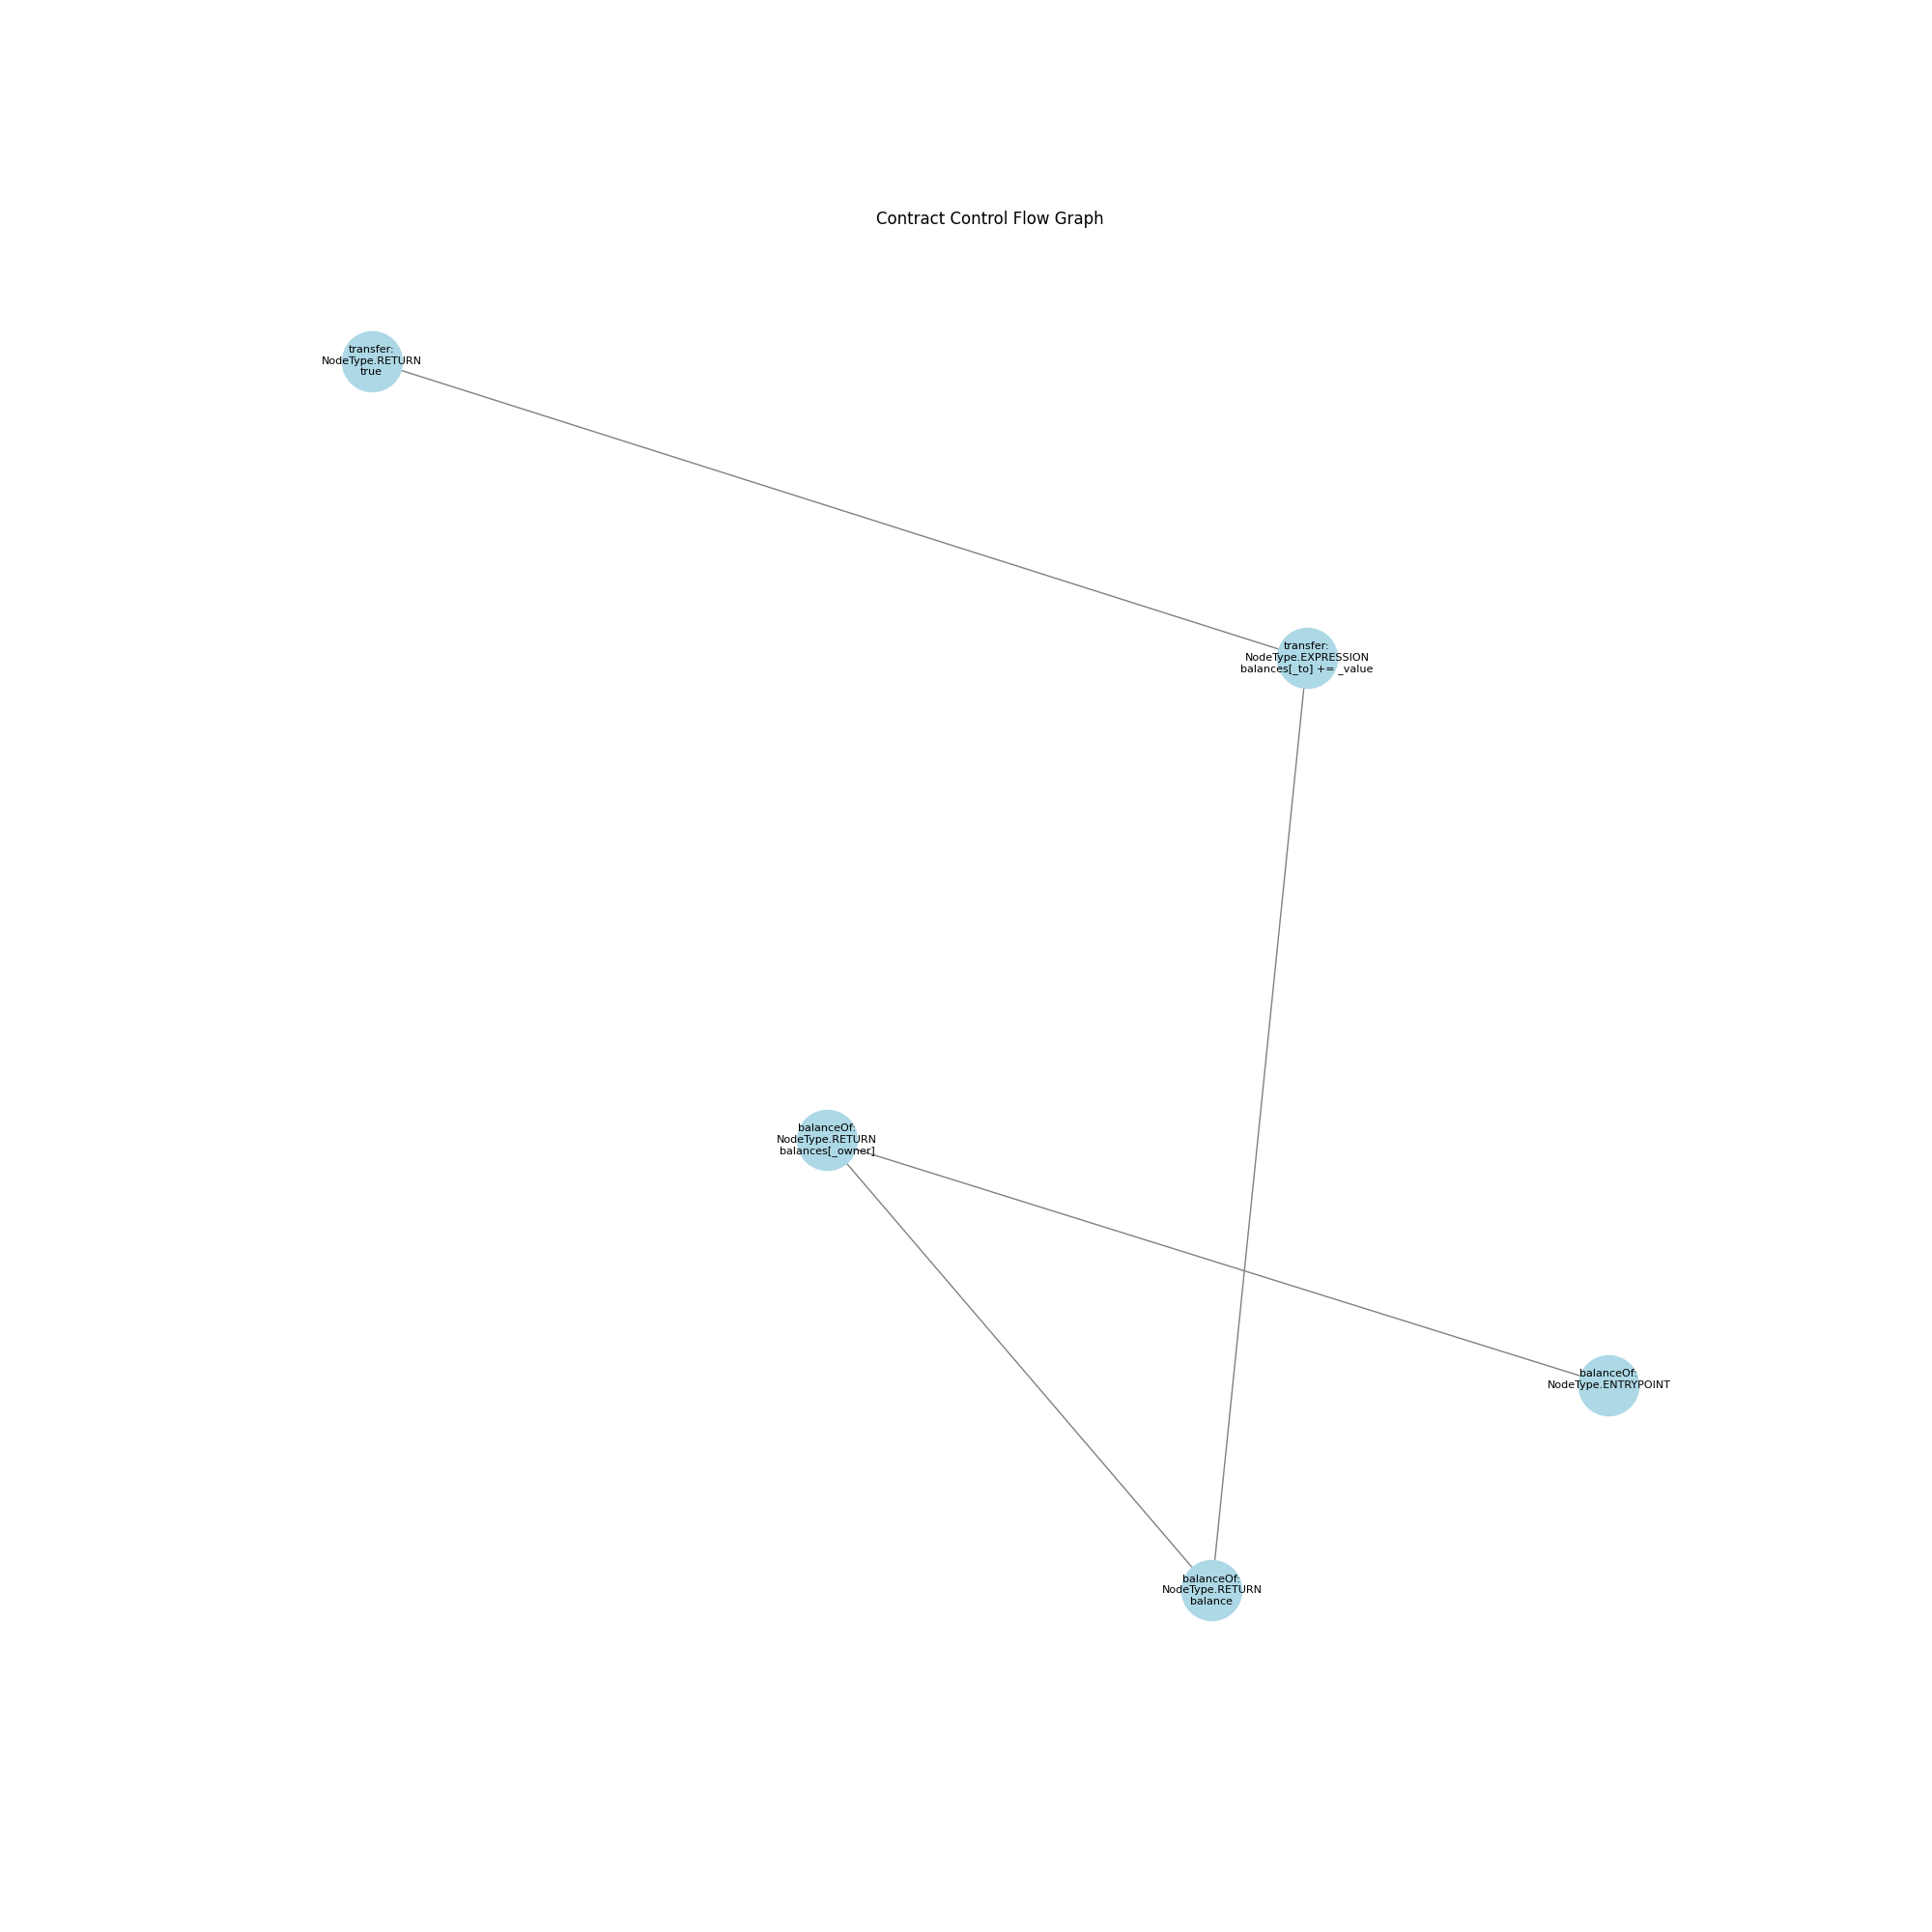 Contract Control Flow Graph
transfer:
NodeType.RETURN
true
transfer:
NodeType.EXPRESSION
balances[_to] += _value
balanceOf:
NodeType.RETURN
balances[_owner]
balanceOf:
NodeType.ENTRYPOINT
balanceOf:
NodeType.RETURN
balance